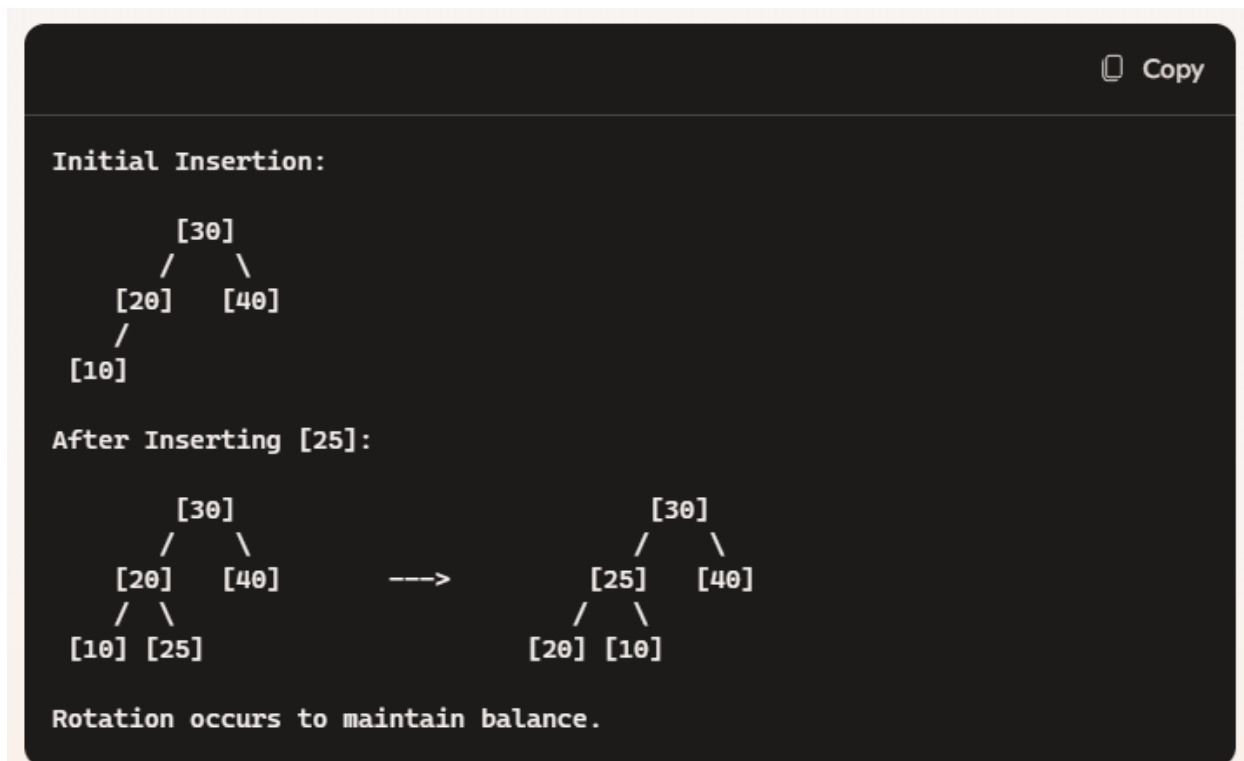 Copy
Initial Insertion:
[30]
/ \
[20] [40]
/
[10]
After Inserting [25]:
[30] [30]
/ \ / \
[20] [40] ---> [25] [40]
/ \ / \
[10] [25] [20] [10]
Rotation occurs to maintain balance.